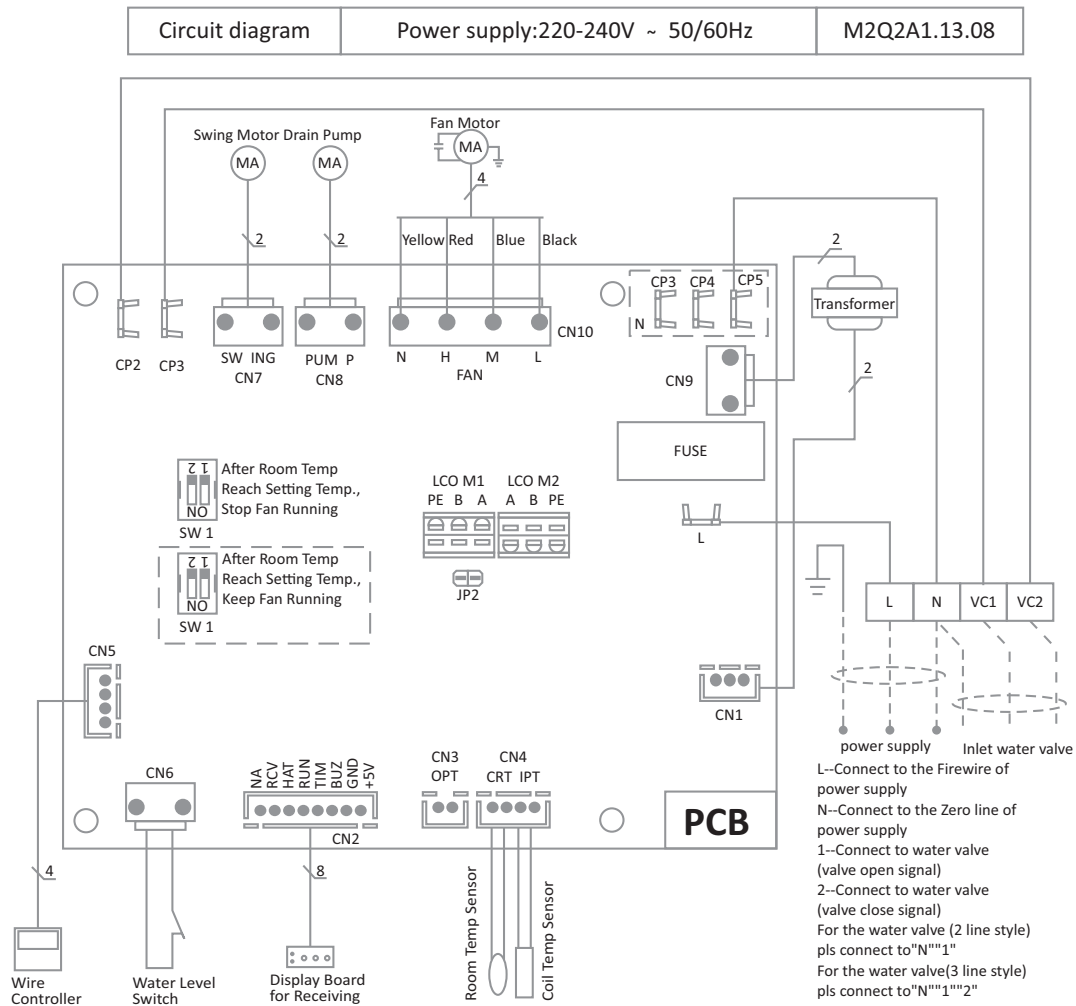 Circuit diagram
Power supply:220-240V ~ 50/60Hz
M2Q2A1.13.08
Swing Motor Drain Pump
Fan Motor
MA
MA
MA
4
2
2
2
2
Yellow Red Blue Black
CP3 CP4 CP5
N
Transformer
CP2 CP3
SW ING
CN7
PUM P
CN8
N H M L
FAN
CN10
CN9
FUSE
L
1 2
NO
SW 1
After Room Temp
Reach Setting Temp.,
Stop Fan Running
1 2
NO
SW 1
After Room Temp
Reach Setting Temp.,
Keep Fan Running
LCO M1
PE B A
LCO M2
A B PE
JP2
L N VC1 VC2
CN5
CN1
CN6
NA
RCV
HAT
RUN
TIM
BUZ
GND
+5V
CN2
CN3
OPT
CN4
CRT IPT
PCB
4
8
Wire
Controller
Water Level
Switch
Display Board
for Receiving
Room Temp Sensor
Coil Temp Sensor
power supply
Inlet water valve
L--Connect to the Firewire of
power supply
N--Connect to the Zero line of
power supply
1--Connect to water valve
(valve open signal)
2--Connect to water valve
(valve close signal)
For the water valve (2 line style)
pls connect to"N""1"
For the water valve(3 line style)
pls connect to"N""1""2"